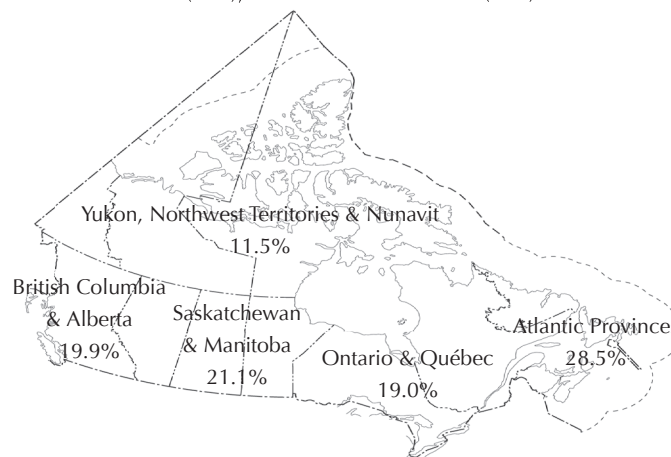 Yukon, Northwest Territories & Nunavit
11.5%
British Columbia
& Alberta
19.9%
Saskatchewan
& Manitoba
21.1%
Ontario & Québec
19.0%
Atlantic Province
28.5%